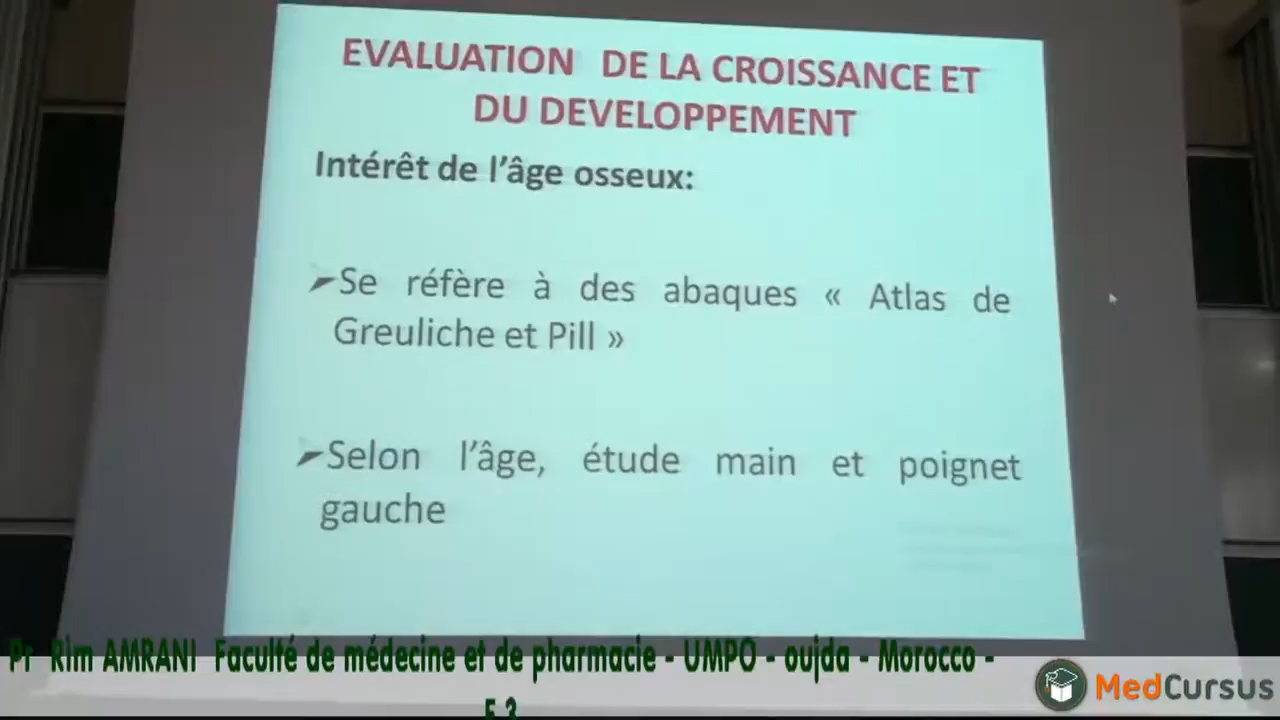 EVALUATION DE LA CROISSANCE ET
DU DEVELOPPEMENT
Intérêt de l'âge osseux:
➤Se réfère à des abaques « Atlas de
Greuliche et Pill »
➤Selon l'âge, étude main et poignet
gauche
Pr Rim AMRANI Faculté de médecine et de pharmacie - UMPO - oujda - Morocco -
MedCursus